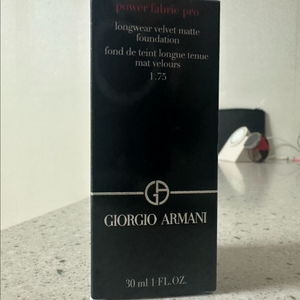 power fabric pro
longwear velvet matte
foundation
fond de teint longue tenue
mat velours
1.75
GIORGIO ARMANI
30 ml 1 FL.OZ.